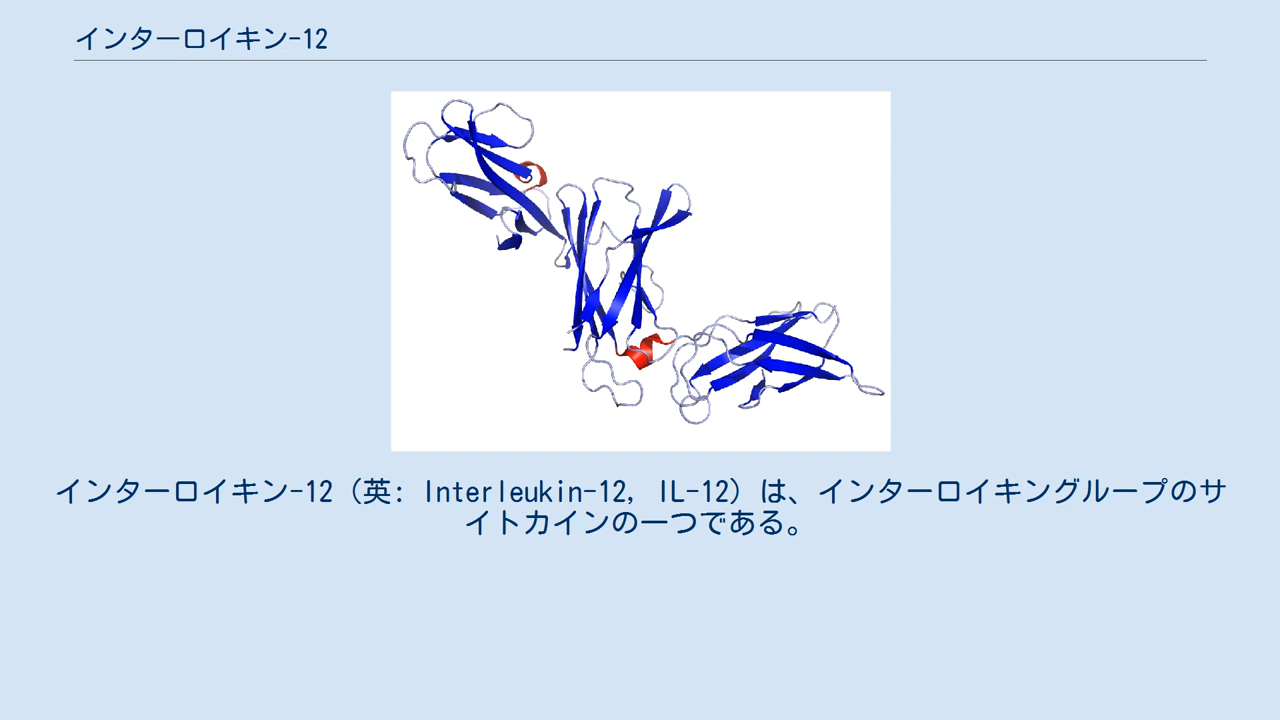 インターロイキン-12
インターロイキン-12（英: Interleukin-12, IL-12）は、インターロイキングループのサ
イトカインの一つである。